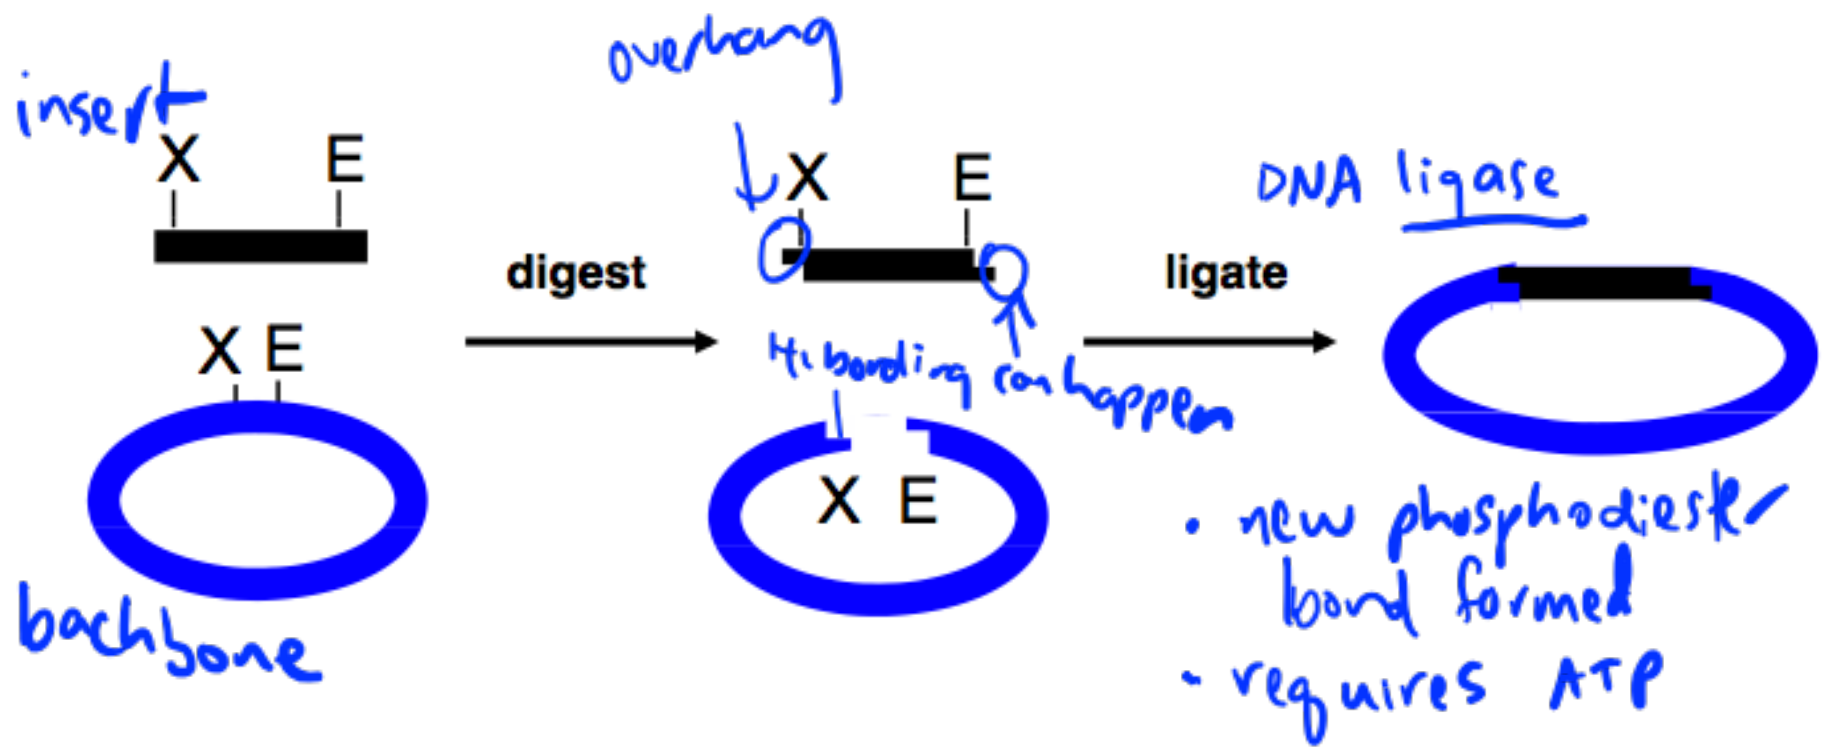 insert
X E
X E
backbone
digest
overhang
X E
H-bonding can happen
X E
ligate
DNA ligase
• new phosphodiester
bond formed
• requires ATP